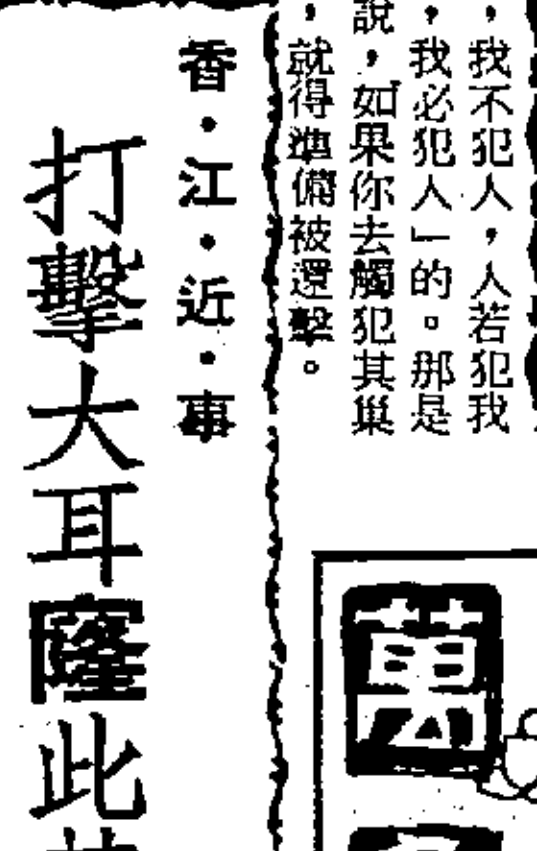 ，我不犯人，人若犯我
，我必犯人」的。那是
說，如果你去觸犯其巢
，就得準備被還擊。
香・江・近・事
打擊大耳窿此
萬